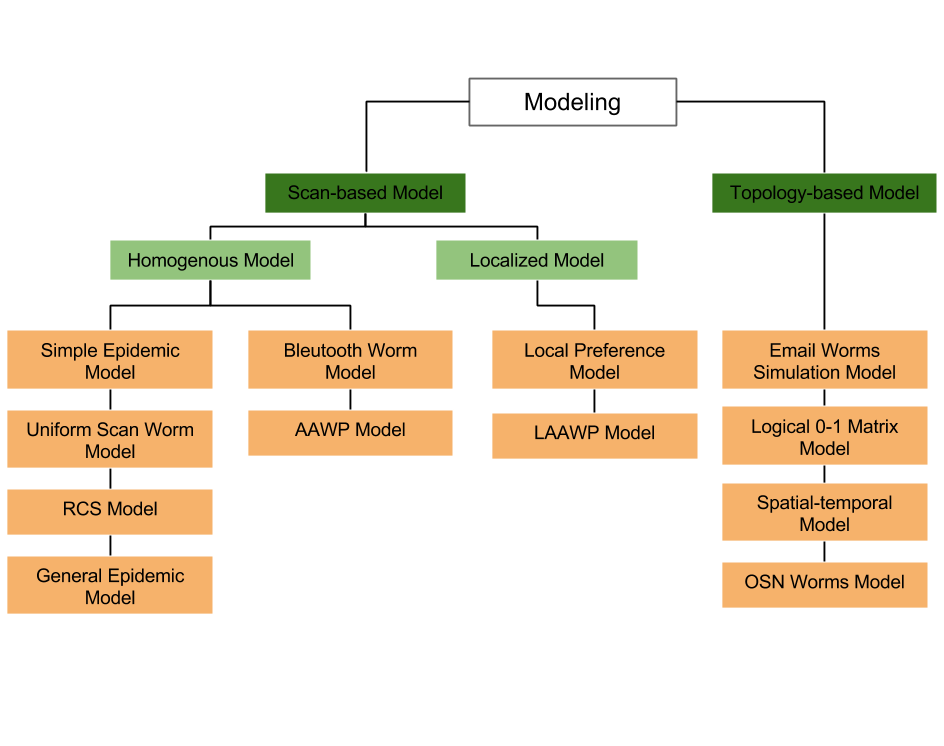 Modeling
Scan-based Model
Topology-based Model
Homogenous Model
Localized Model
Simple Epidemic
Model
Bleutooth Worm
Model
Local Preference
Model
Email Worms
Simulation Model
Uniform Scan Worm
Model
AAWP Model
LAAWP Model
Logical 0-1 Matrix
Model
RCS Model
Spatial-temporal
Model
General Epidemic
Model
OSN Worms Model